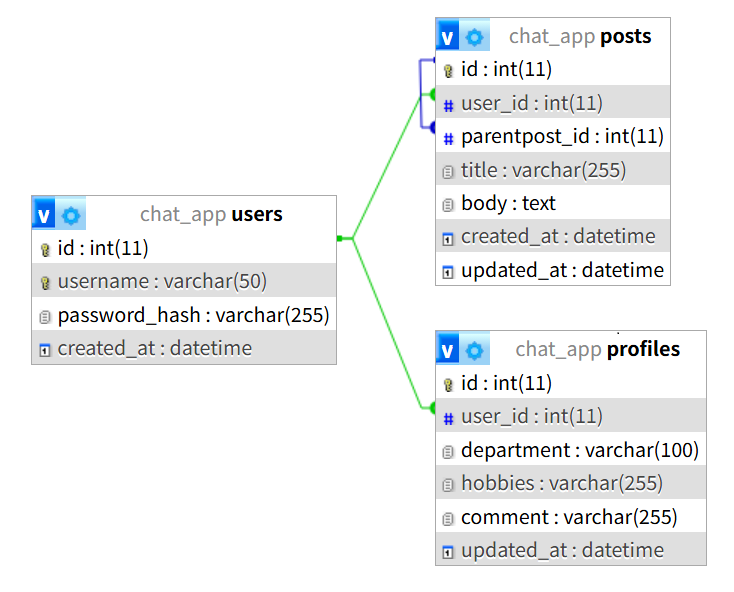 v chat_app users
id : int(11)
username : varchar(50)
password_hash : varchar(255)
created_at : datetime
v chat_app posts
id : int(11)
# user_id : int(11)
# parentpost_id : int(11)
title : varchar(255)
body : text
created_at : datetime
updated_at : datetime
v chat_app profiles
id : int(11)
# user_id : int(11)
department : varchar(100)
hobbies : varchar(255)
comment : varchar(255)
updated_at : datetime